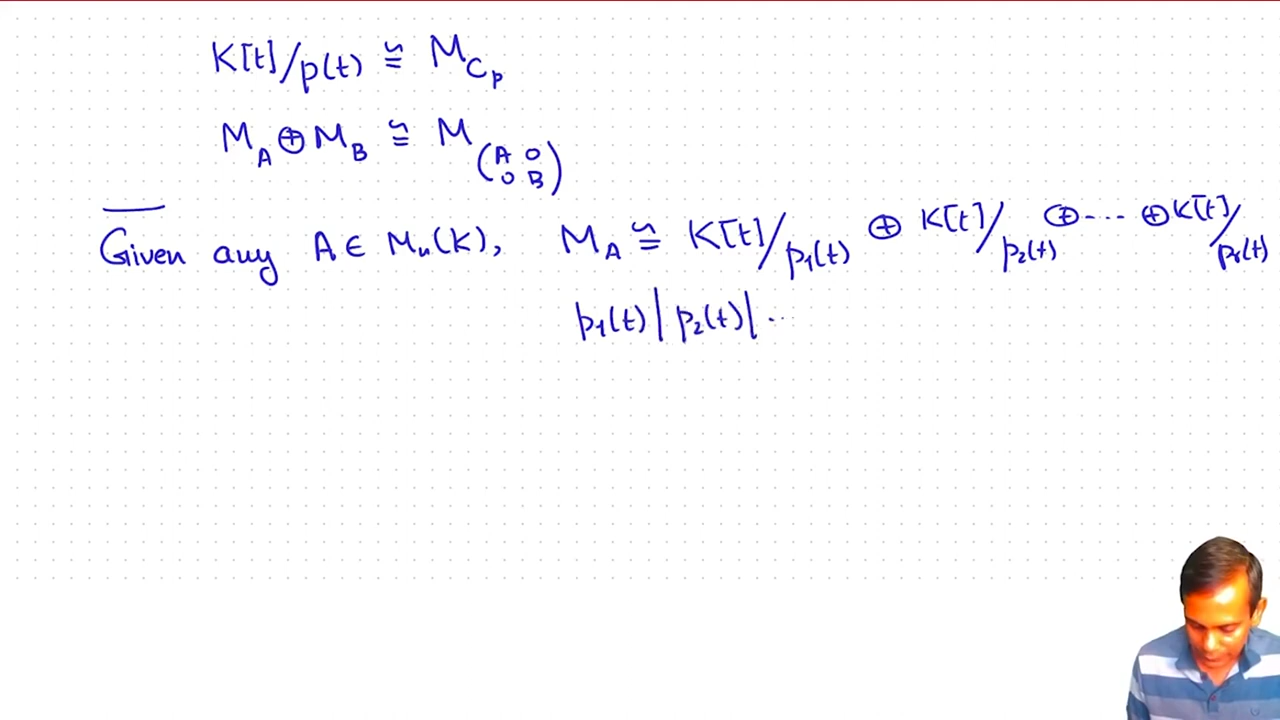 K[t]/p(t) ≅ M_{C_p}
M_A ⊕ M_B ≅ M_{(A 0 0 B)}
Given any A ∈ M_n(K), M_A ≅ K[t]/p_1(t) ⊕ K[t]/p_2(t) ⊕ ··· ⊕ K[t]/p_r(t)
p_1(t) | p_2(t) | ···